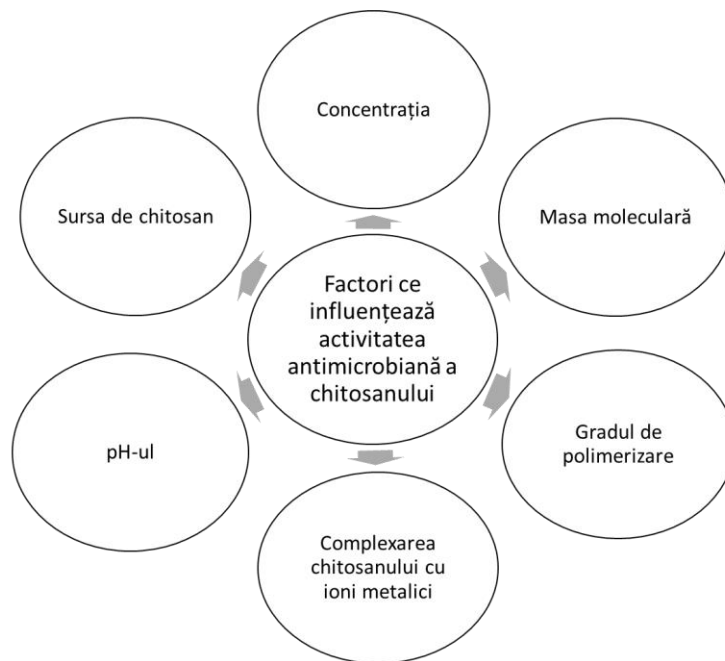 Concentrația
Sursa de chitosan
Masa moleculară
Factori ce
influențează
activitatea
antimicrobiană a
chitosanului
pH-ul
Gradul de
polimerizare
Complexarea
chitosanului cu
ioni metalici